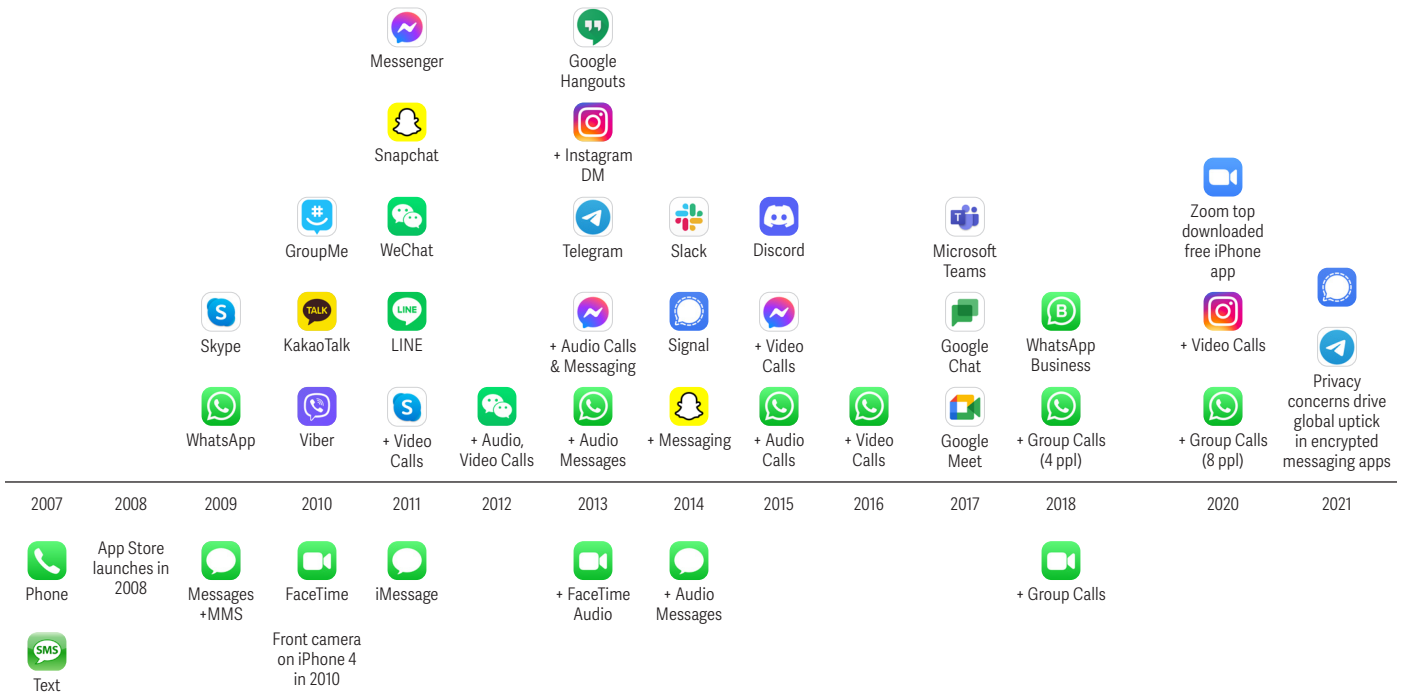 Messenger
Google
Hangouts
Snapchat
+ Instagram
DM
GroupMe
WeChat
Telegram
Slack
Discord
Microsoft
Teams
Zoom top
downloaded
free iPhone
app
Skype
TALK
KakaoTalk
LINE
LINE
+ Audio Calls
& Messaging
Signal
+ Video
Calls
Google
Chat
WhatsApp
Business
+ Video Calls
WhatsApp
Viber
+ Video
Calls
+ Audio,
Video Calls
+ Audio
Messages
+ Messaging
+ Audio
Calls
+ Video
Calls
Google
Meet
+ Group Calls
(4 ppl)
+ Group Calls
(8 ppl)
Privacy
concerns drive
global uptick
in encrypted
messaging apps
2007 2008 2009 2010 2011 2012 2013 2014 2015 2016 2017 2018 2020 2021
Phone
App Store
launches in
2008
Messages
+MMS
FaceTime
iMessage
+ FaceTime
Audio
+ Audio
Messages
+ Group Calls
SMS
Text
Front camera
on iPhone 4
in 2010